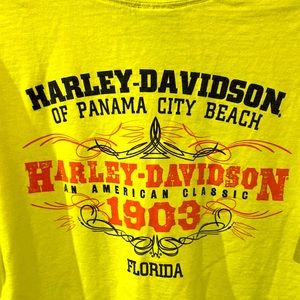 HARLEY-DAVIDSON
OF PANAMA CITY BEACH
HARLEY-DAVIDSON
AN AMERICAN CLASSIC
1903
FLORIDA